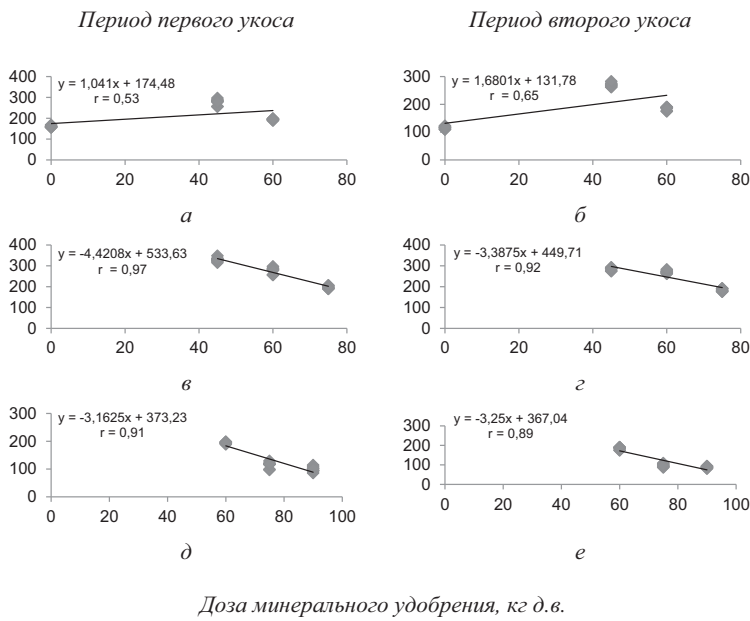 Период первого укоса
Период второго укоса
y = 1,041x + 174,48
r = 0,53
400
300
200
100
0
0 20 40 60 80
а
y = 1,6801x + 131,78
r = 0,65
300
200
100
0
0 20 40 60 80
б
y = -4,4208x + 533,63
r = 0,97
400
300
200
100
0
0 20 40 60 80
в
y = -3,3875x + 449,71
r = 0,92
400
300
200
100
0
0 20 40 60 80
г
y = -3,1625x + 373,23
r = 0,91
300
200
100
0
0 20 40 60 80 100
д
y = -3,25x + 367,04
r = 0,89
300
200
100
0
0 20 40 60 80 100
е
Доза минерального удобрения, кг д.в.